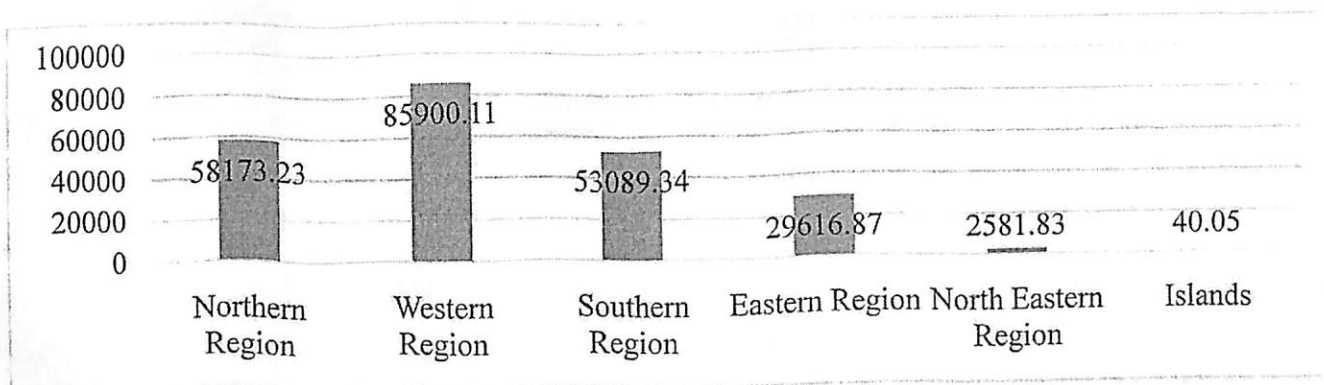 100000
80000
60000
40000
20000
0
58173.23
85900.11
53089.34
29616.87
2581.83
40.05
Northern
Region
Western
Region
Southern
Region
Eastern Region
North Eastern
Region
Islands